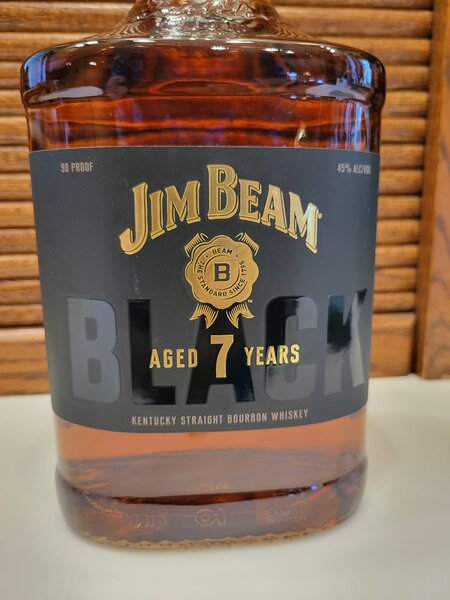 90 PROOF
45% ALC/VOL
JIM BEAM
BEAM
B
THE STANDARD SINCE 1795
TM
BLACK
AGED 7 YEARS
KENTUCKY STRAIGHT BOURBON WHISKEY